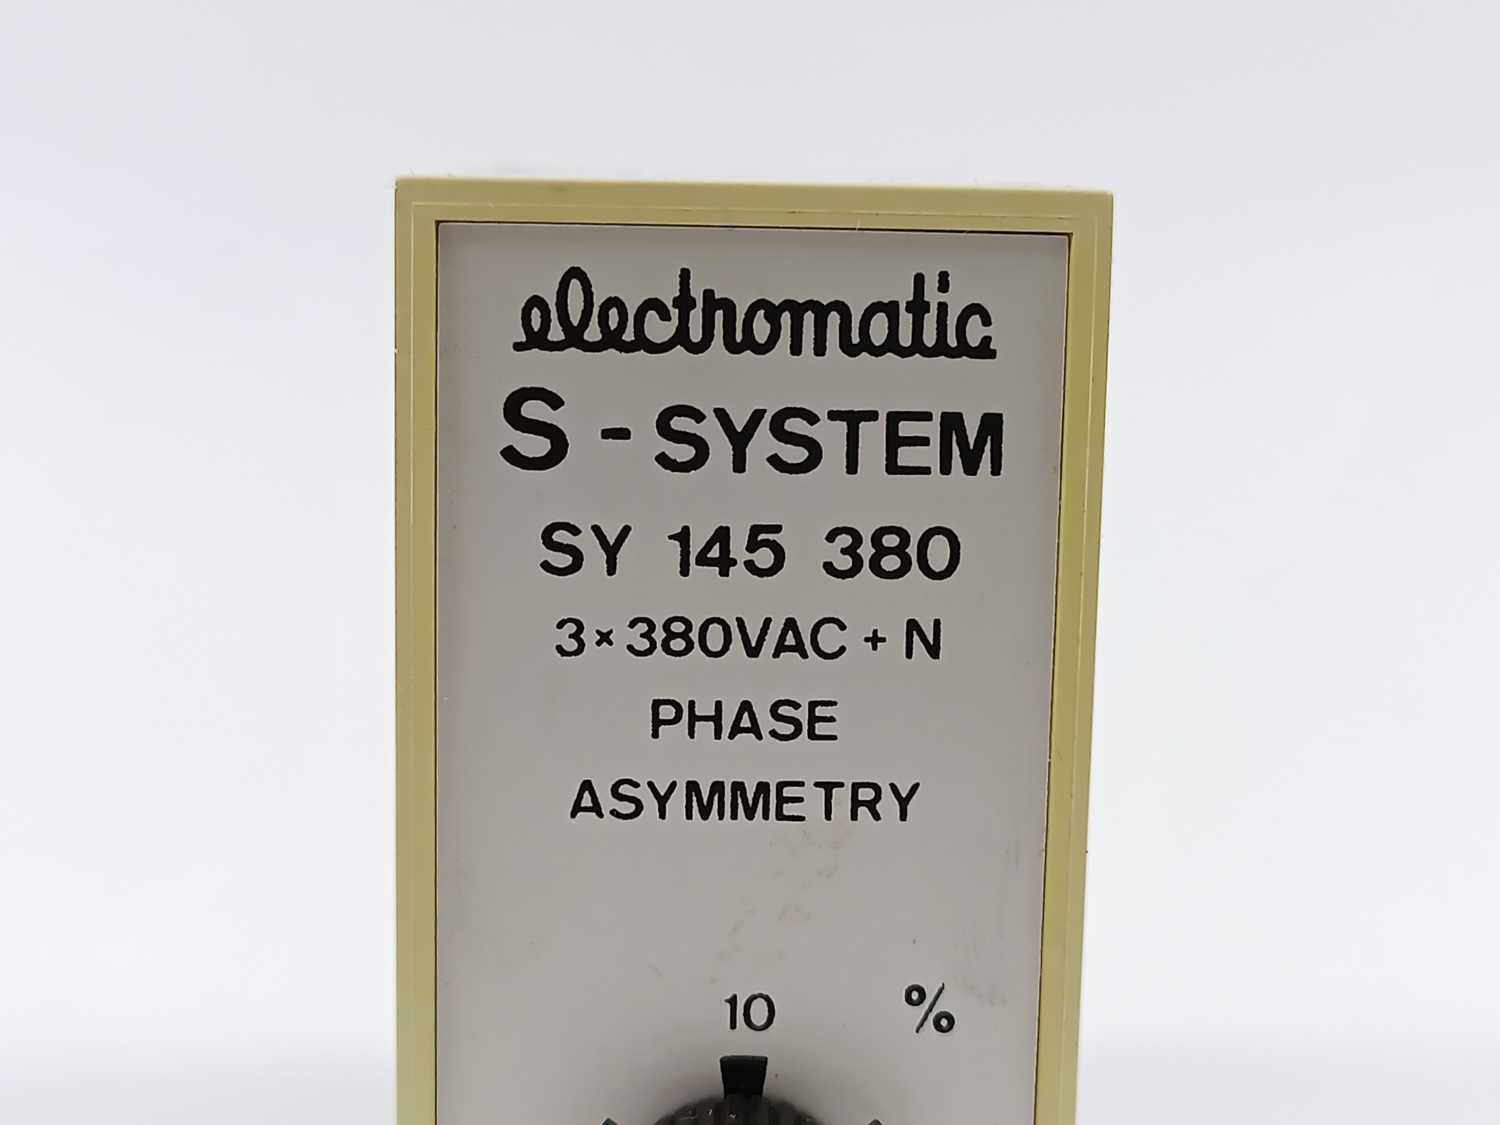 electromatic
S - SYSTEM
SY 145 380
3×380VAC + N
PHASE
ASYMMETRY
10 %